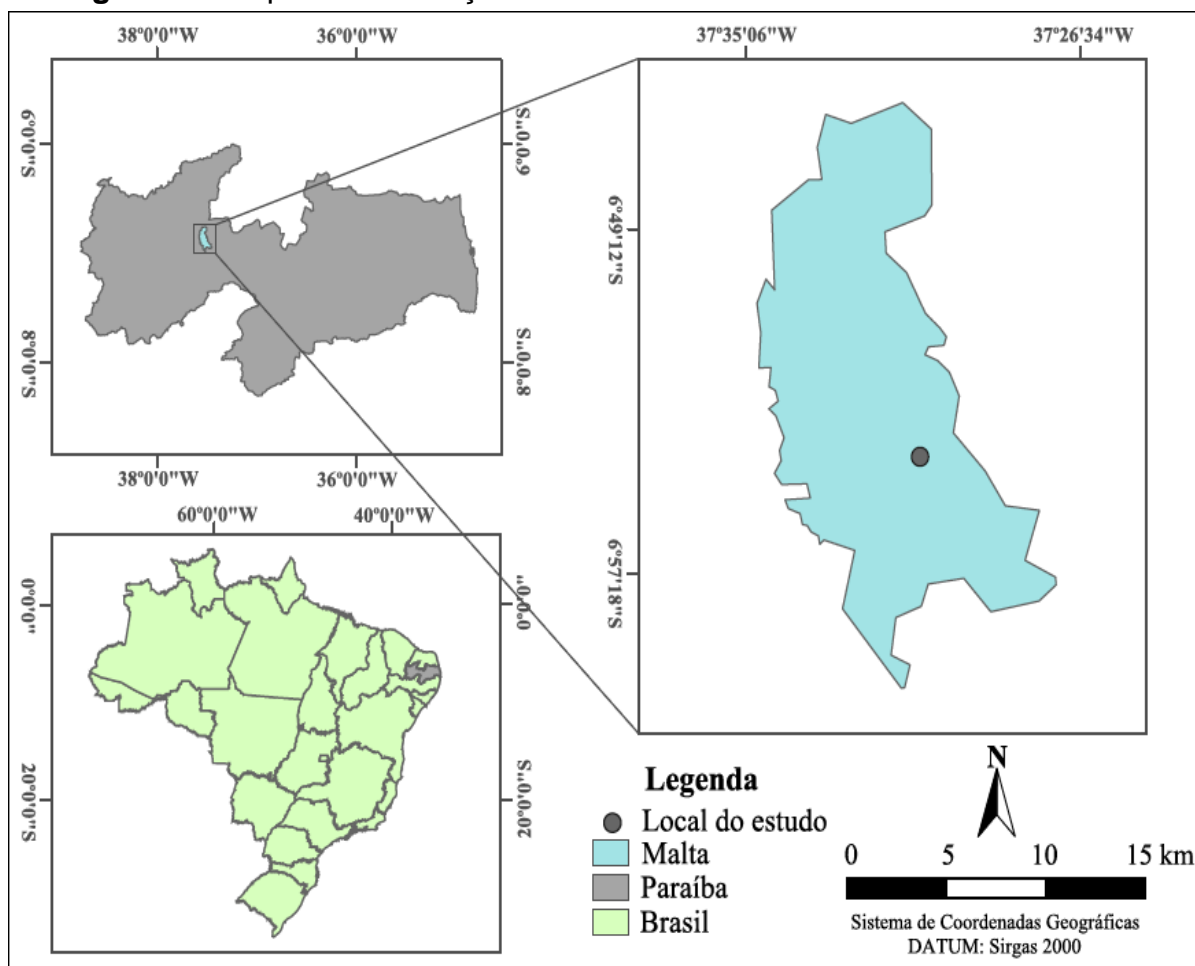 38°0'0"W 36°0'0"W
37°35'06"W 37°26'34"W
6°0'0"S 6°0'0"S
8°0'0"S 8°0'0"S
38°0'0"W 36°0'0"W
6°49'12"S
6°57'18"S
60°0'0"W 40°0'0"W
0°0'0" 0°0'0"
20°0'0"S 20°0'0"S
Legenda
Local do estudo
Malta
Paraíba
Brasil
N
0 5 10 15 km
Sistema de Coordenadas Geográficas
DATUM: Sirgas 2000